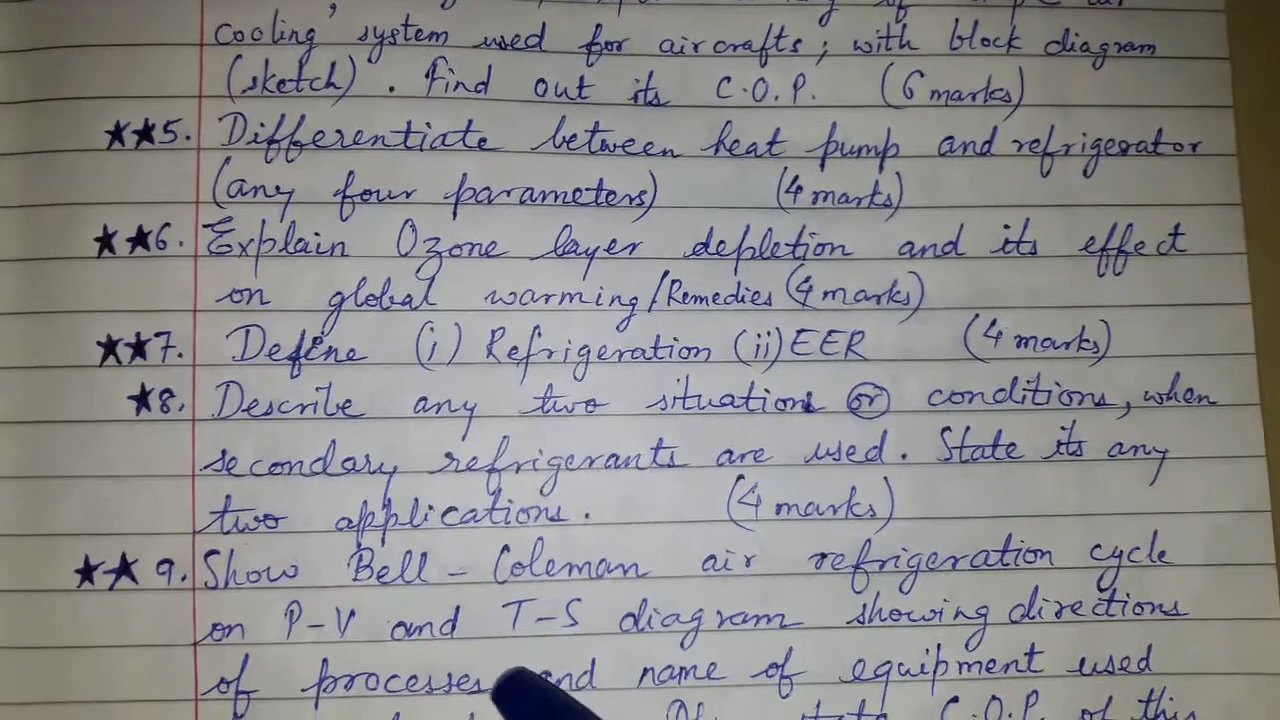 cooling' system used for aircrafts, with block diagram
(sketch). Find out its C.O.P. (6 marks)
★★5. Differentiate between heat pump and refrigerator
(any four parameters) (4 marks)
★★6. Explain Ozone layer depletion and its effect
on global warming/Remedies (4 marks)
★★7. Define (i) Refrigeration (ii) EER (4 marks)
★8. Describe any two situations or conditions, when
secondary refrigerants are used. State its any
two applications. (4 marks)
★★9. Show Bell-Coleman air refrigeration cycle
on P-V and T-S diagram showing directions
of processes and name of equipment used
C.O.P. of this